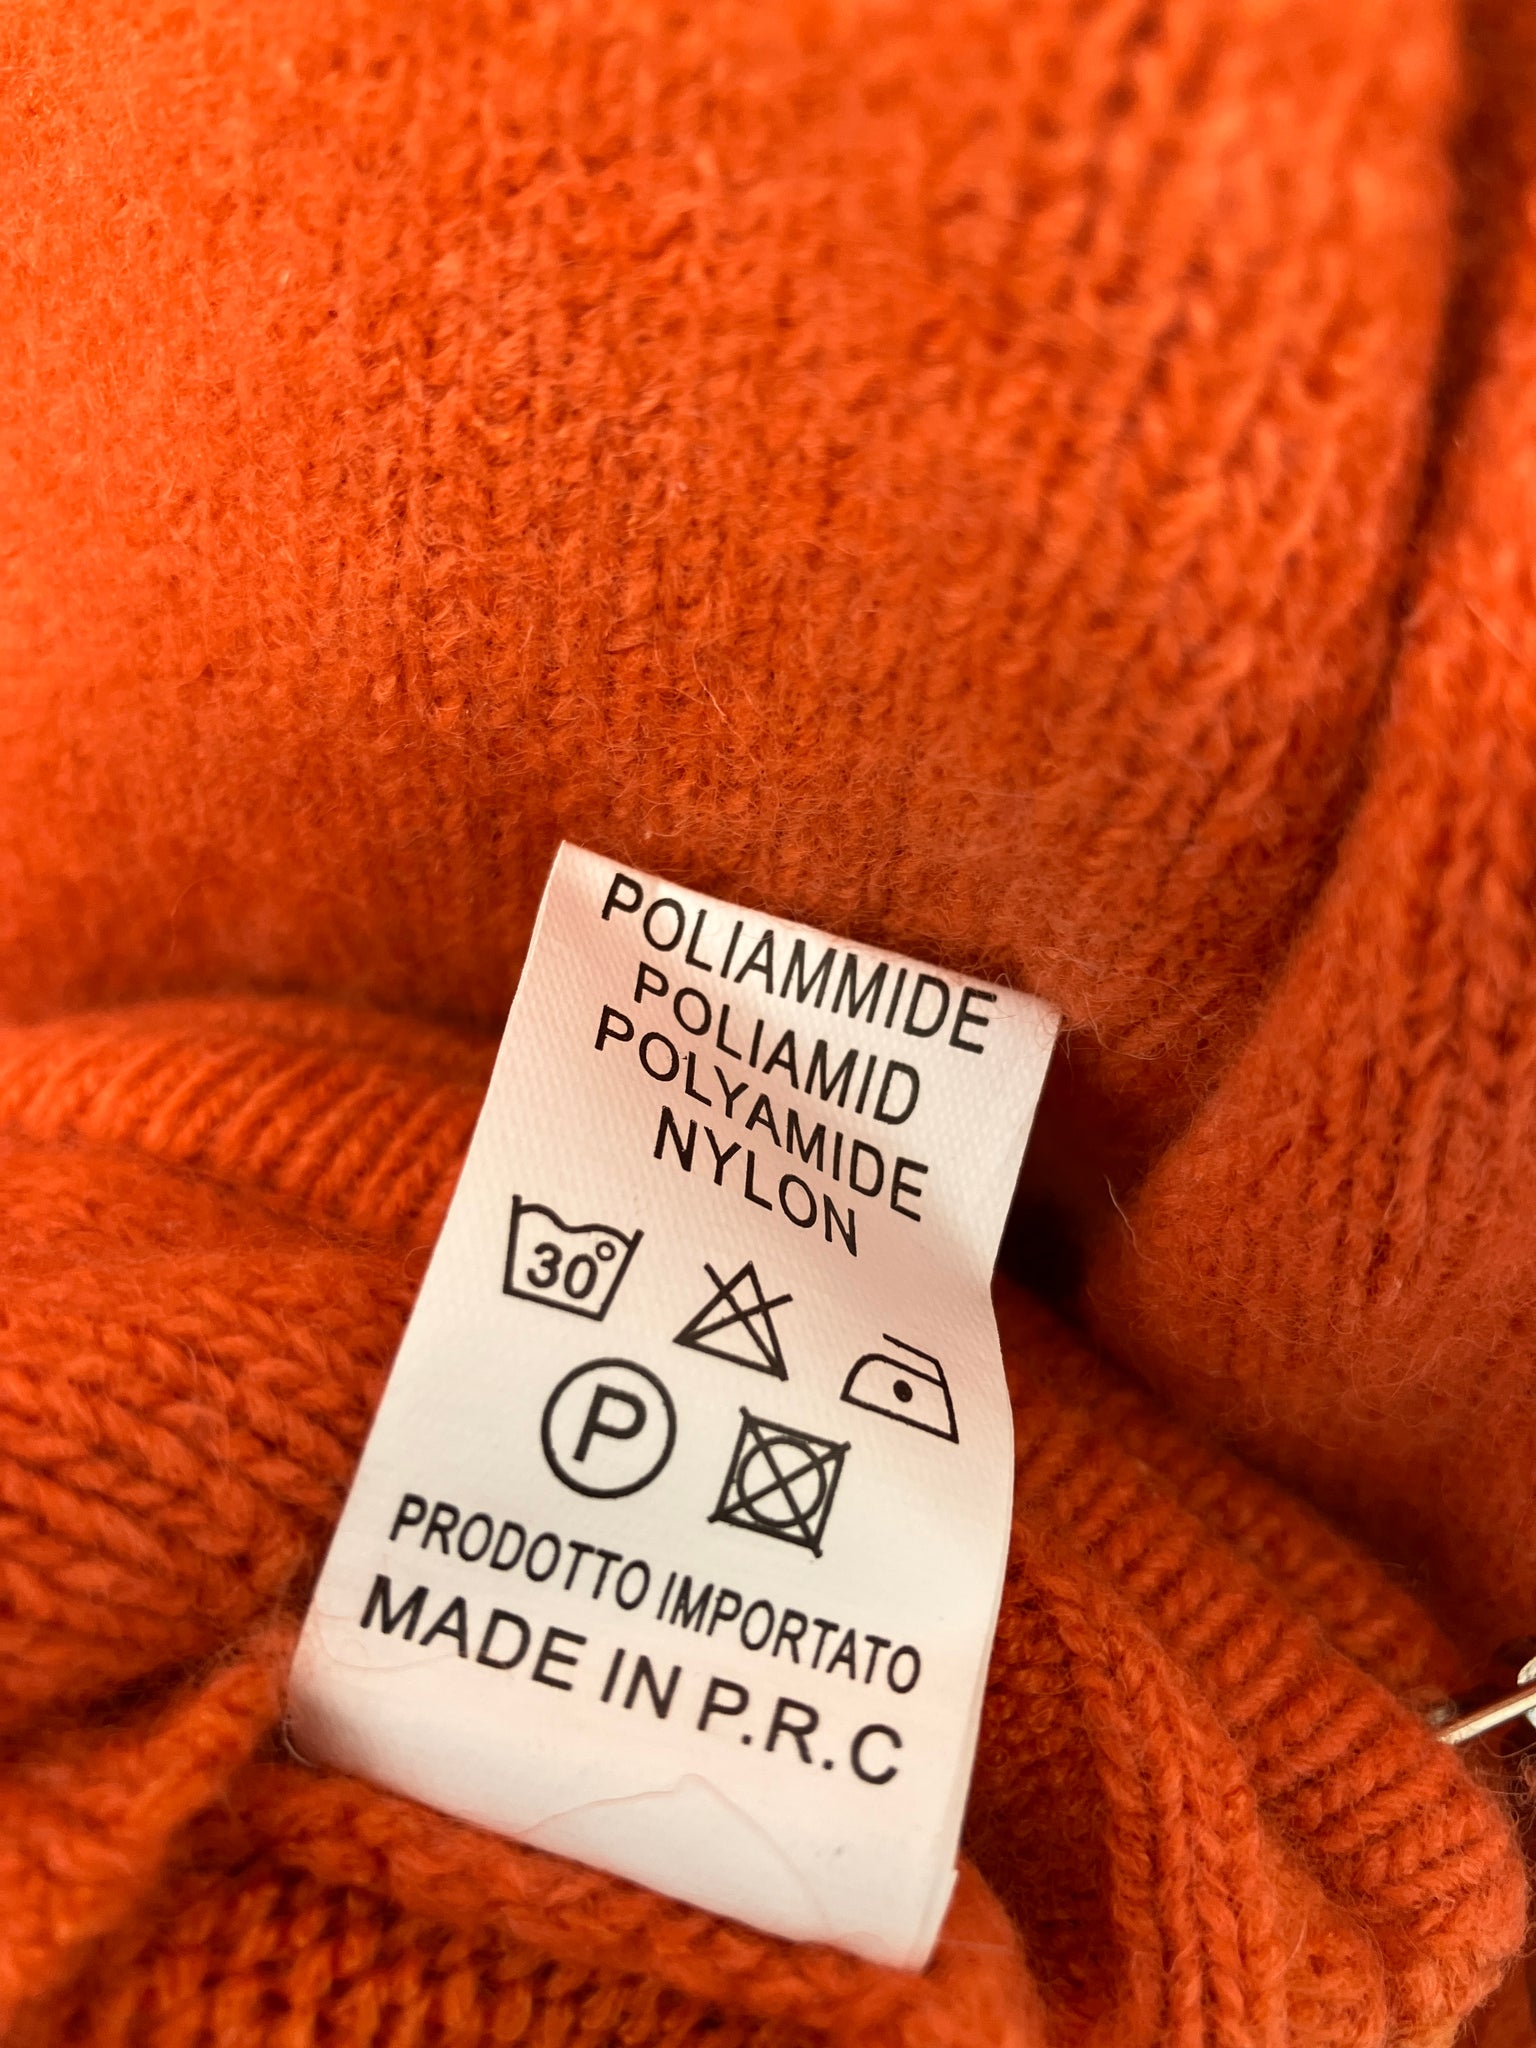 POLIAMMIDE
POLIAMID
POLYAMIDE
NYLON
30°
P
PRODOTTO IMPORTATO
MADE IN P.R.C